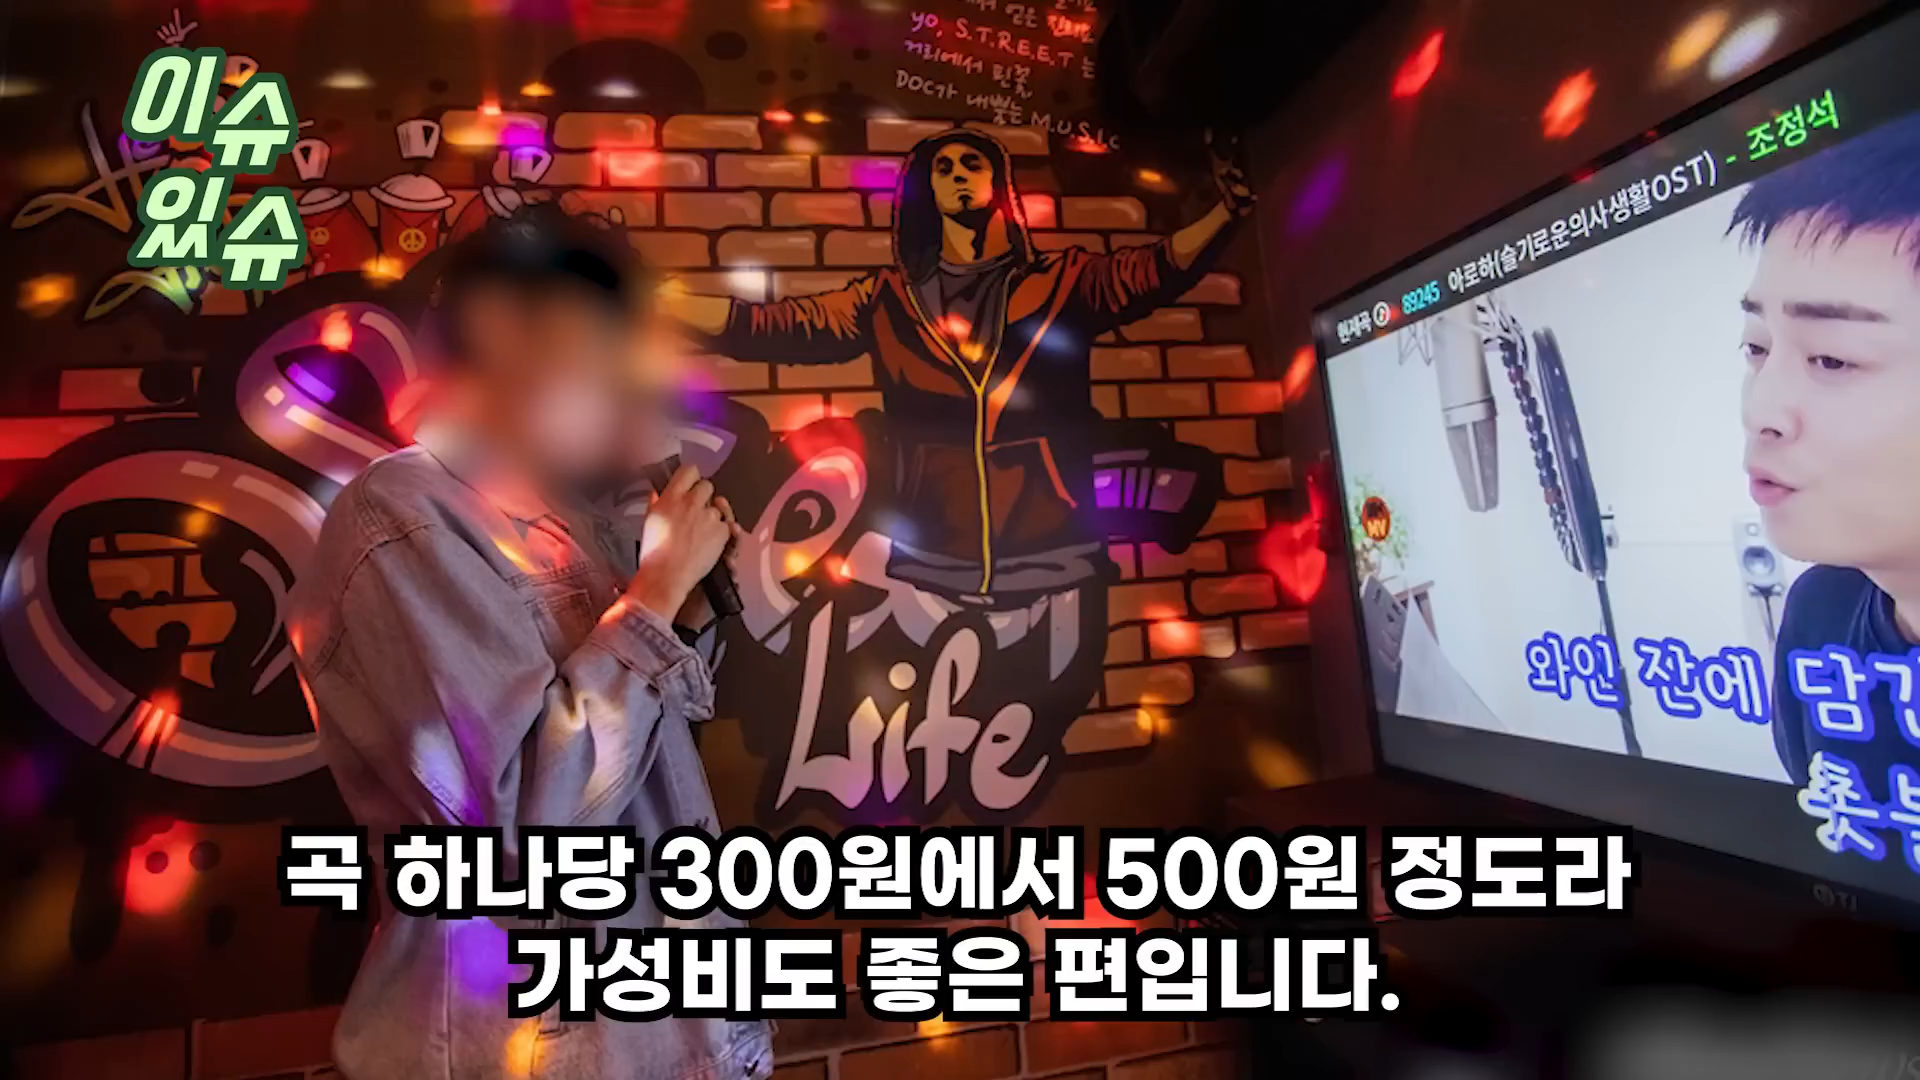 이슈
있슈
yo, S.T.R.E.E.T 는
거리에서 핀 꽃
DOC가 내뿜는 M.U.S.I.C
현재곡 89245 아로하(슬기로운의사생활OST) - 조정석
MV
와인 잔에 담긴
Life
곡 하나당 300원에서 500원 정도라
가성비도 좋은 편입니다.